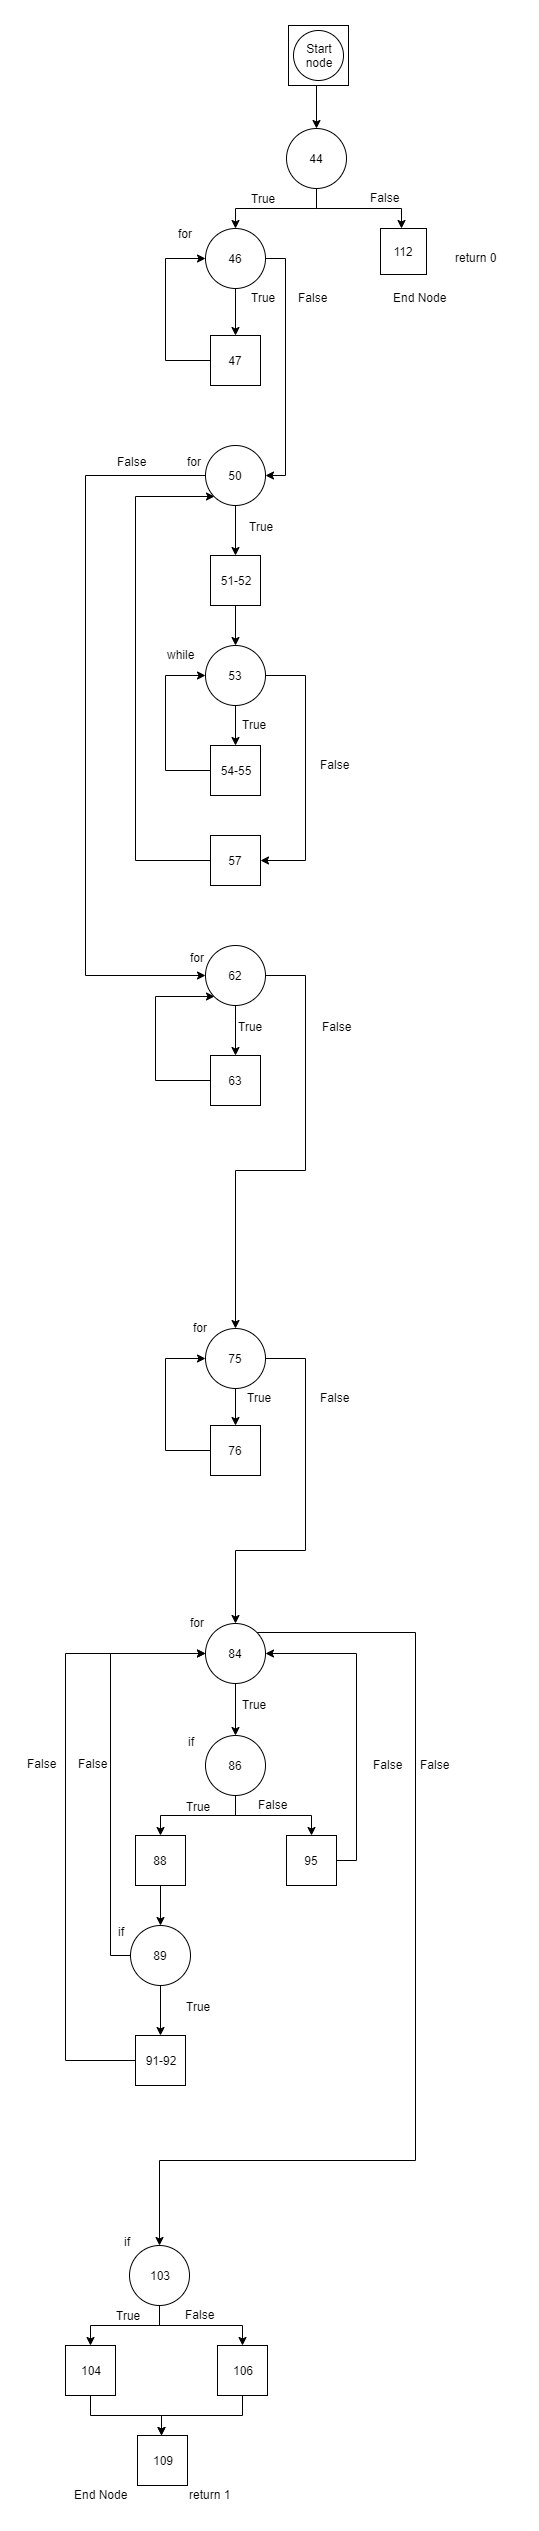 Start
node
44
True
False
for
46
112
return 0
True
False
End Node
47
False
for
50
True
51-52
while
53
True
54-55
False
57
for
62
True
False
63
for
75
True
False
76
for
84
True
if
86
False
False
False
False
True
False
88
95
if
89
True
91-92
if
103
True
False
104
106
109
End Node
return 1